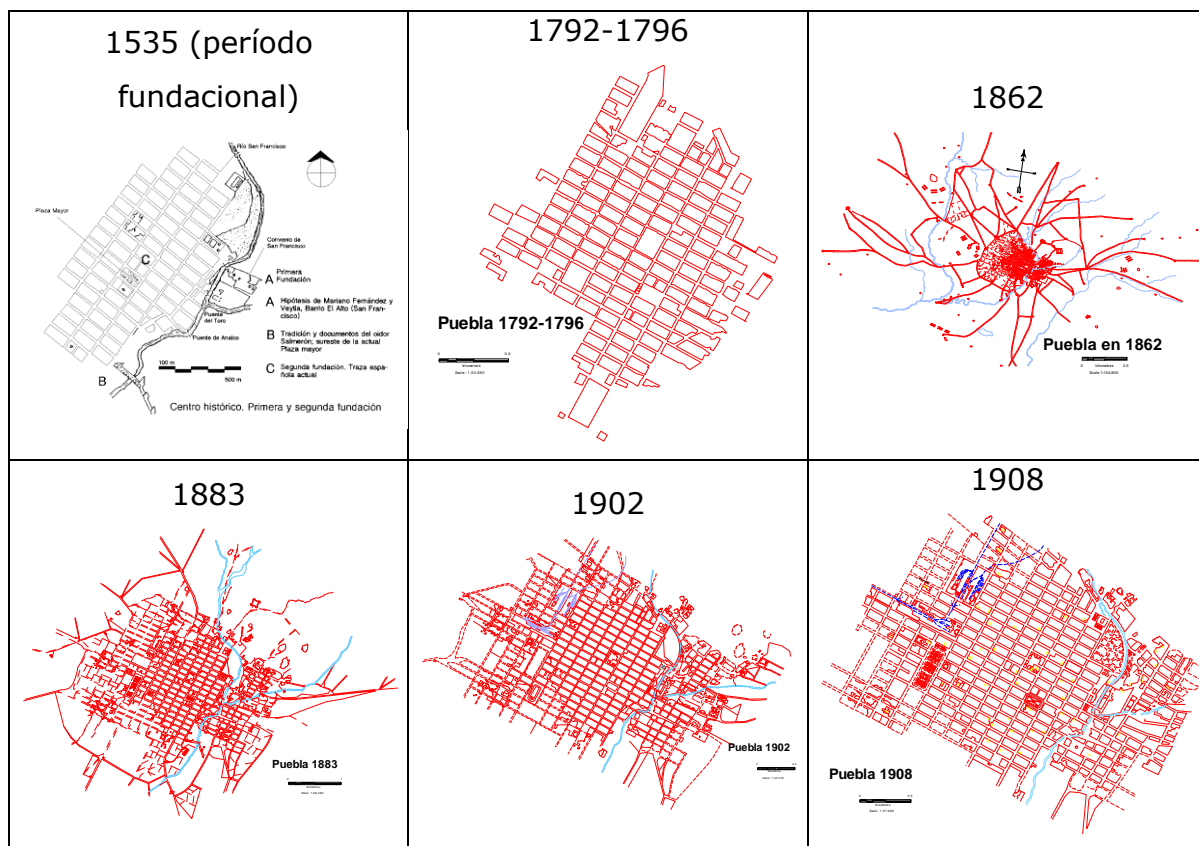 1535 (período
fundacional)
Río San Francisco
Plaza Mayor
Convento de
San Francisco
C
A Primera
Fundación
A Hipótesis de Mariano Fernández y
Veytia, Barrio El Alto (San Fran-
cisco)
Puente
del Toro
Puente de Analco
B Tradición y documentos del oidor
Salmerón; sureste de la actual
Plaza mayor
100 m
500 m
C Segunda fundación. Traza espa-
ñola actual
B
Centro histórico. Primera y segunda fundación
1792-1796
Puebla 1792-1796
1862
Puebla en 1862
1883
Puebla 1883
1902
Puebla 1902
1908
Puebla 1908